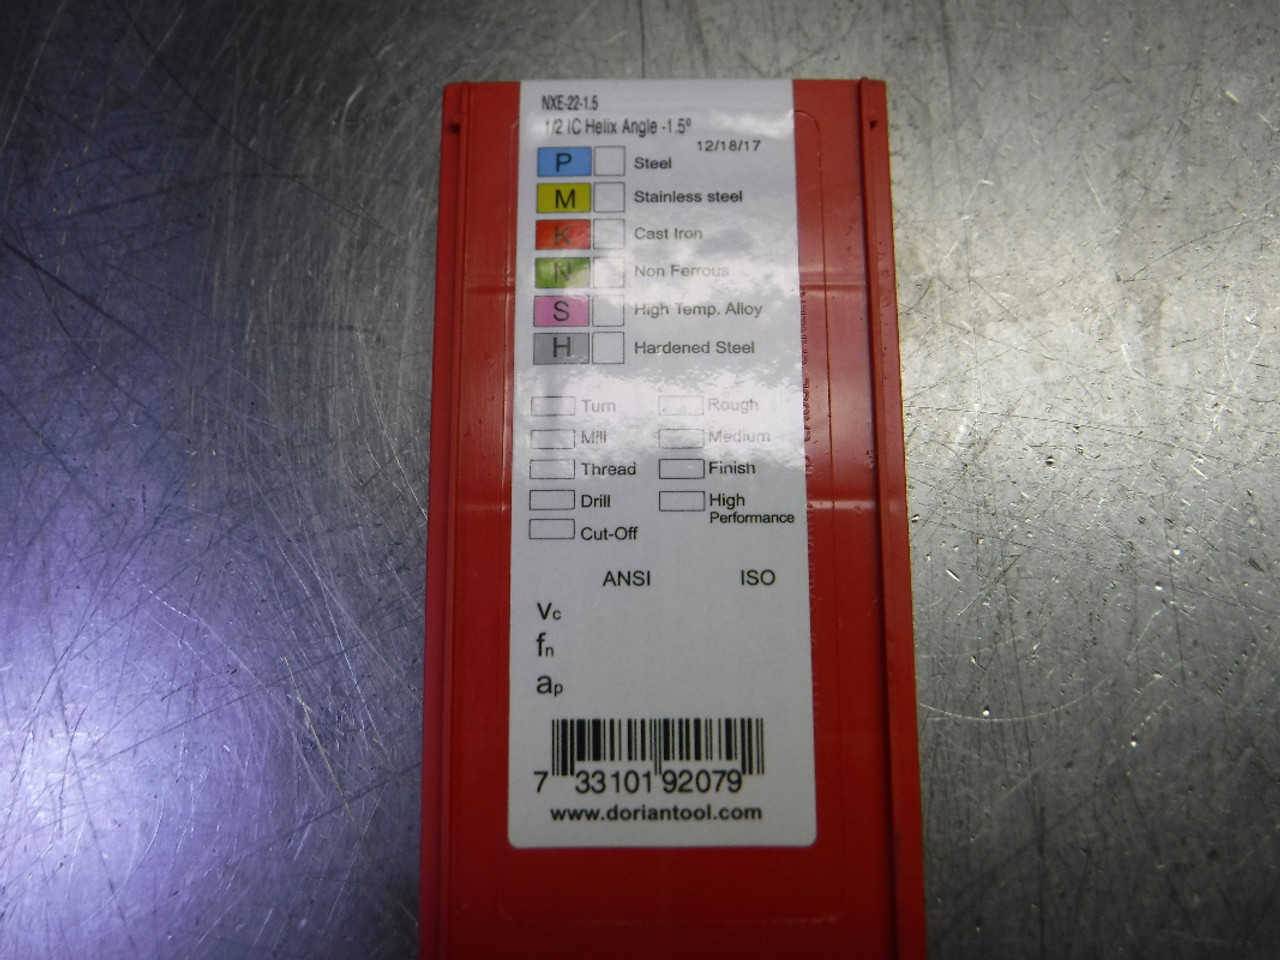 NXE-22-1.5
1/2 IC Helix Angle -1.5º
12/18/17
P Steel
M Stainless steel
K Cast Iron
N Non Ferrous
S High Temp. Alloy
H Hardened Steel
Turn Rough
Mill Medium
Thread Finish
Drill High Performance
Cut-Off
ANSI ISO
Vc
fn
ap
7 33101 92079
www.doriantool.com